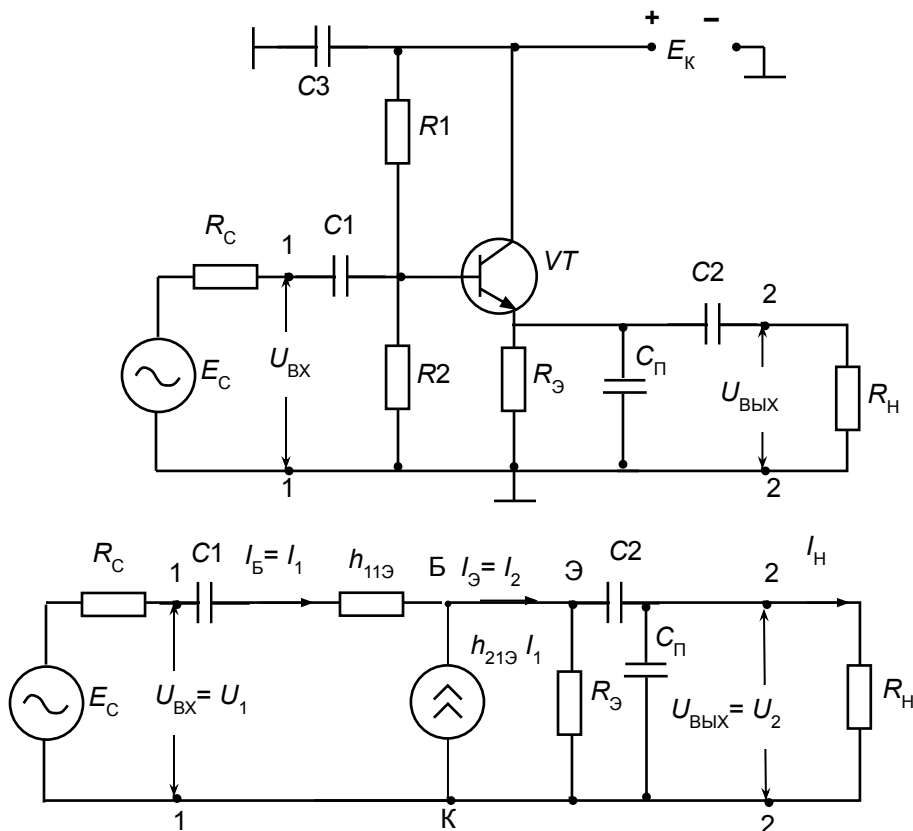 + −
E_К
C3
R1
R_С 1 C1
VT
C2 2
U_ВХ
E_С
R2
R_Э
C_П
U_ВЫХ
R_Н
1 2
R_С 1 C1 I_Б = I_1 h_11Э Б I_Э = I_2 Э C2 2 I_Н
E_С
U_ВХ = U_1
h_21Э I_1
R_Э
C_П
U_ВЫХ = U_2
R_Н
1 К 2